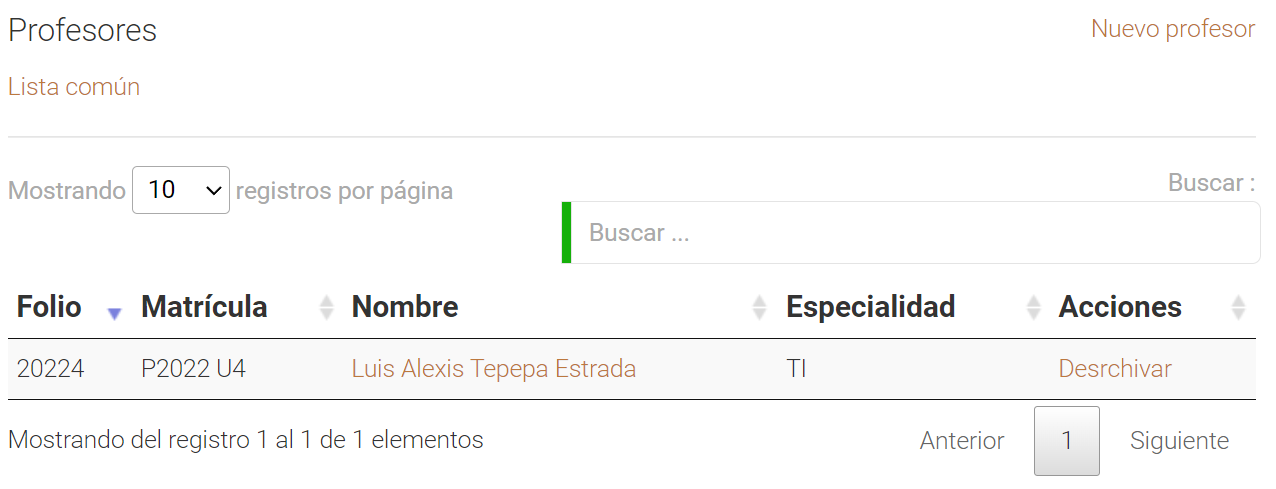 Profesores Nuevo profesor
Lista común
Mostrando 10 registros por página
Buscar :
Buscar ...
Folio Matrícula Nombre Especialidad Acciones
20224 P2022 U4 Luis Alexis Tepepa Estrada TI Desrchivar
Mostrando del registro 1 al 1 de 1 elementos Anterior 1 Siguiente